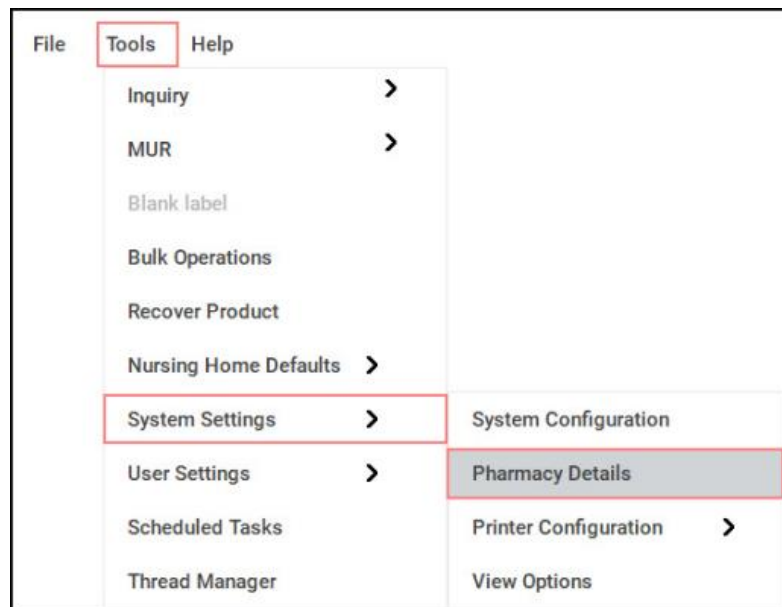 File Tools Help
Inquiry
MUR
Blank label
Bulk Operations
Recover Product
Nursing Home Defaults
System Settings System Configuration
User Settings Pharmacy Details
Scheduled Tasks Printer Configuration
Thread Manager View Options